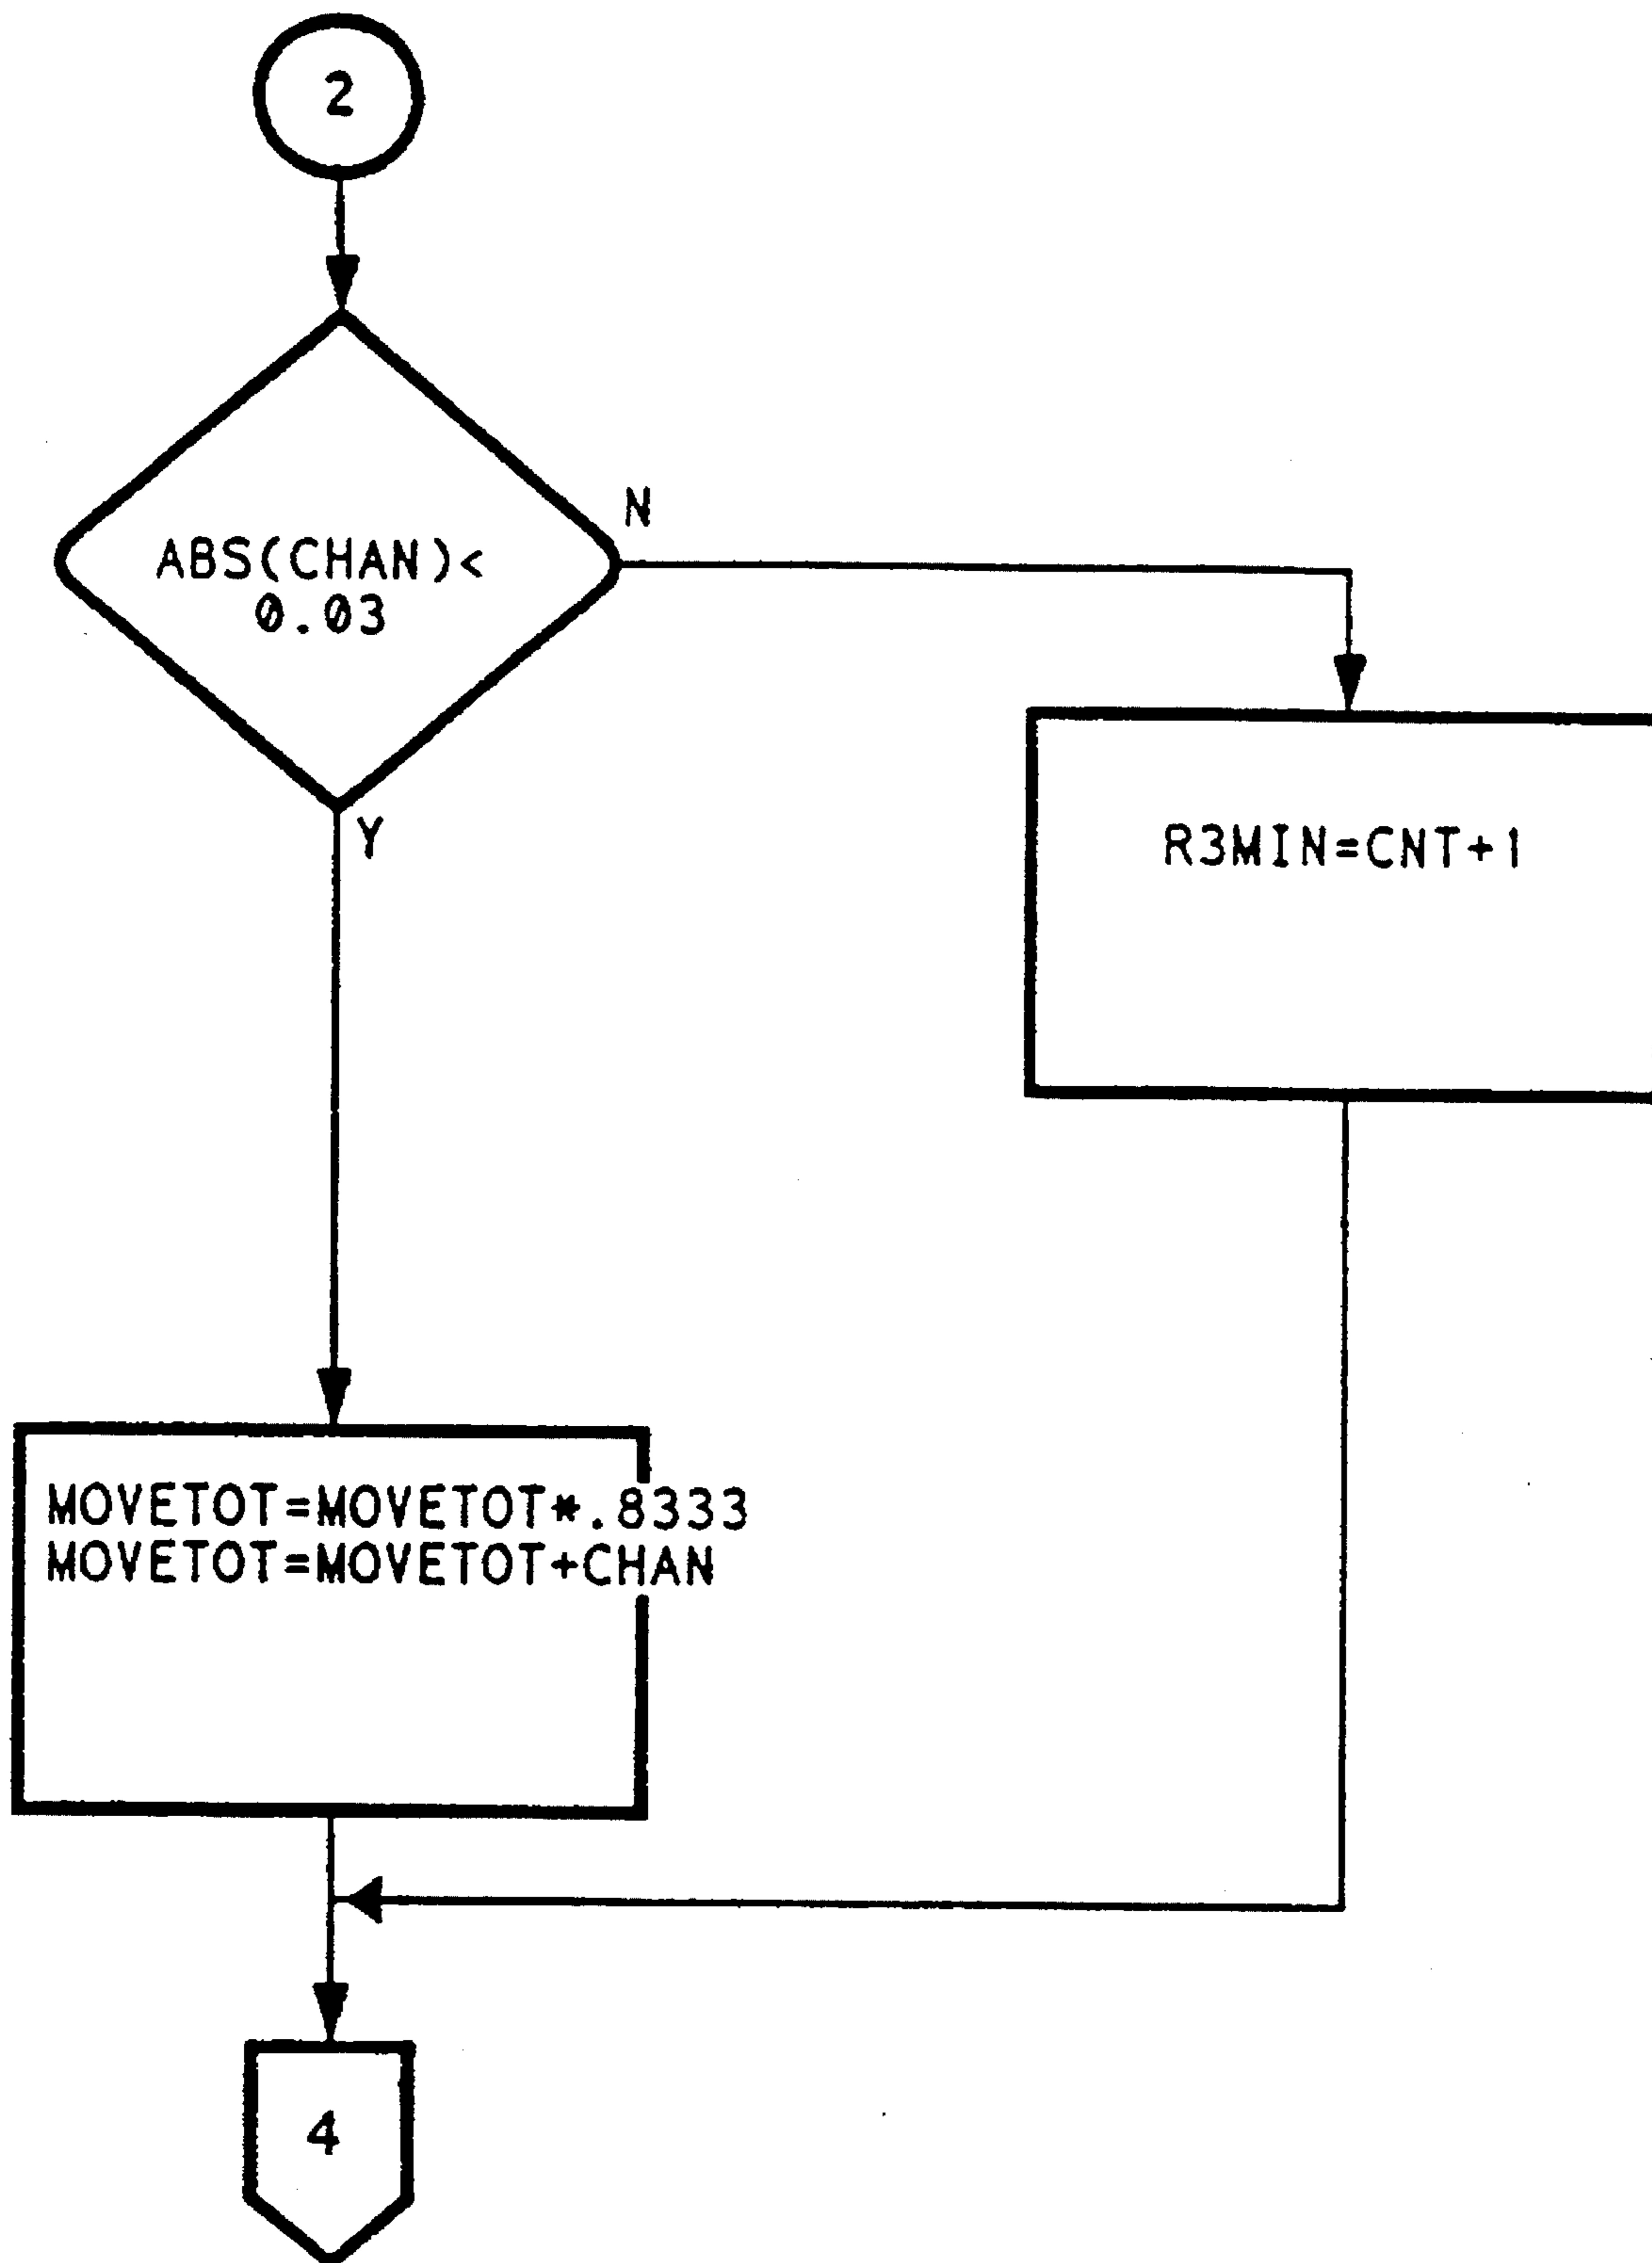 2
ABS(CHAN)<
0.03
N
Y
R3MIN=CNT+1
MOVETOT=MOVETOT*.8333
MOVETOT=MOVETOT+CHAN
4